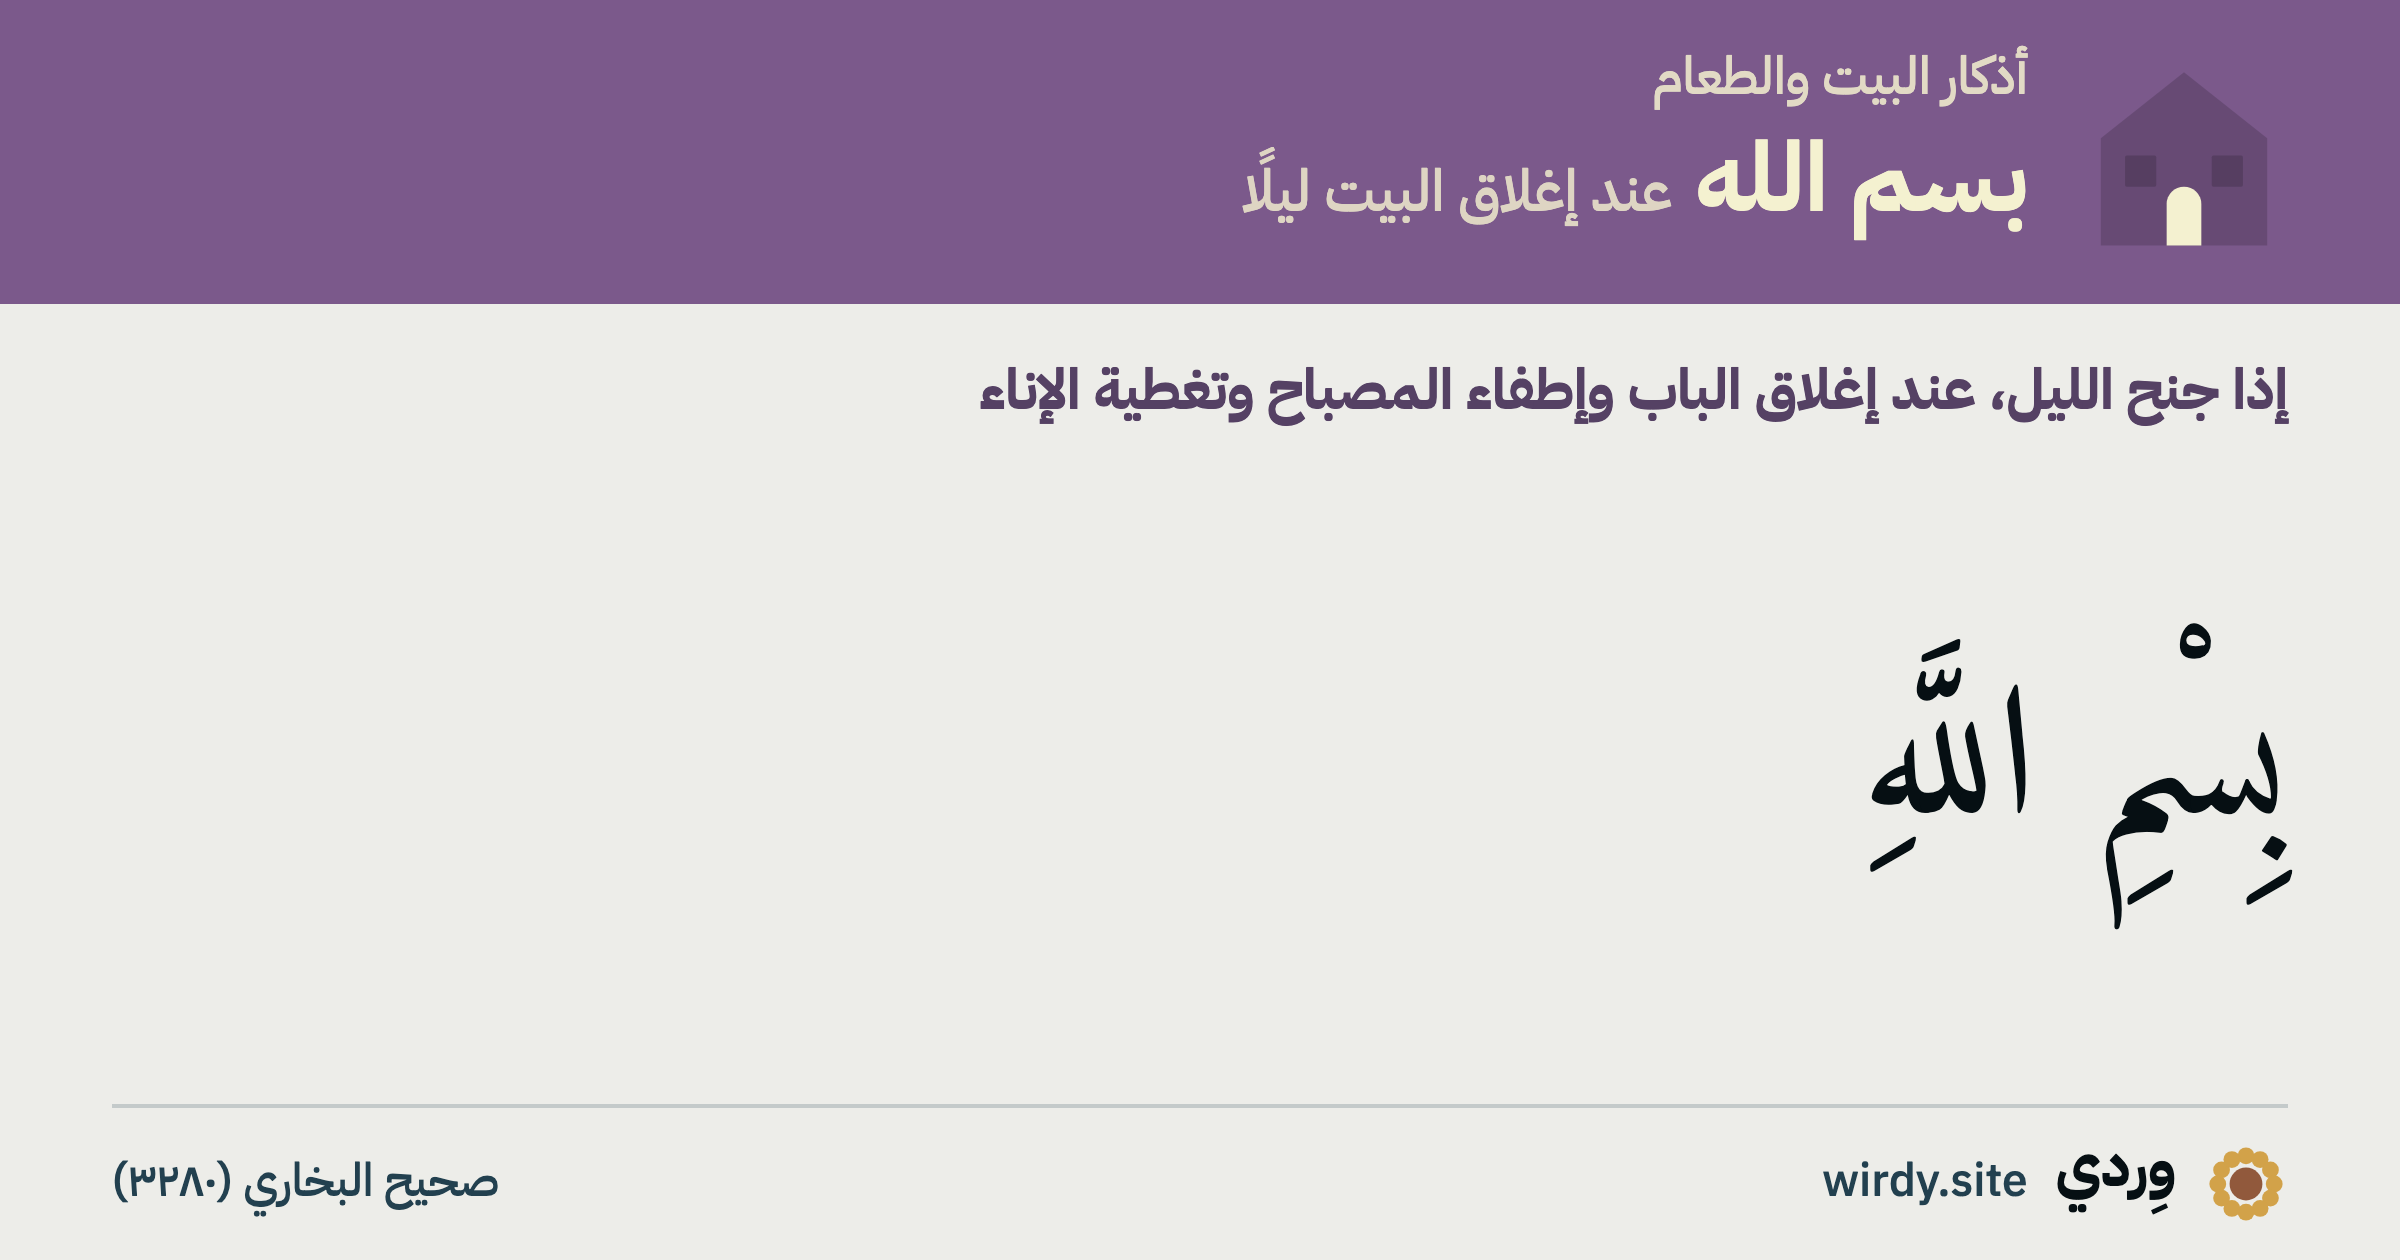 أذكار البيت والطعام
بسم الله عند إغلاق البيت ليلًا
إذا جنح الليل، عند إغلاق الباب وإطفاء المصباح وتغطية الإناء
بِسْمِ اللَّهِ
وِردي wirdy.site
صحيح البخاري (٣٢٨٠)